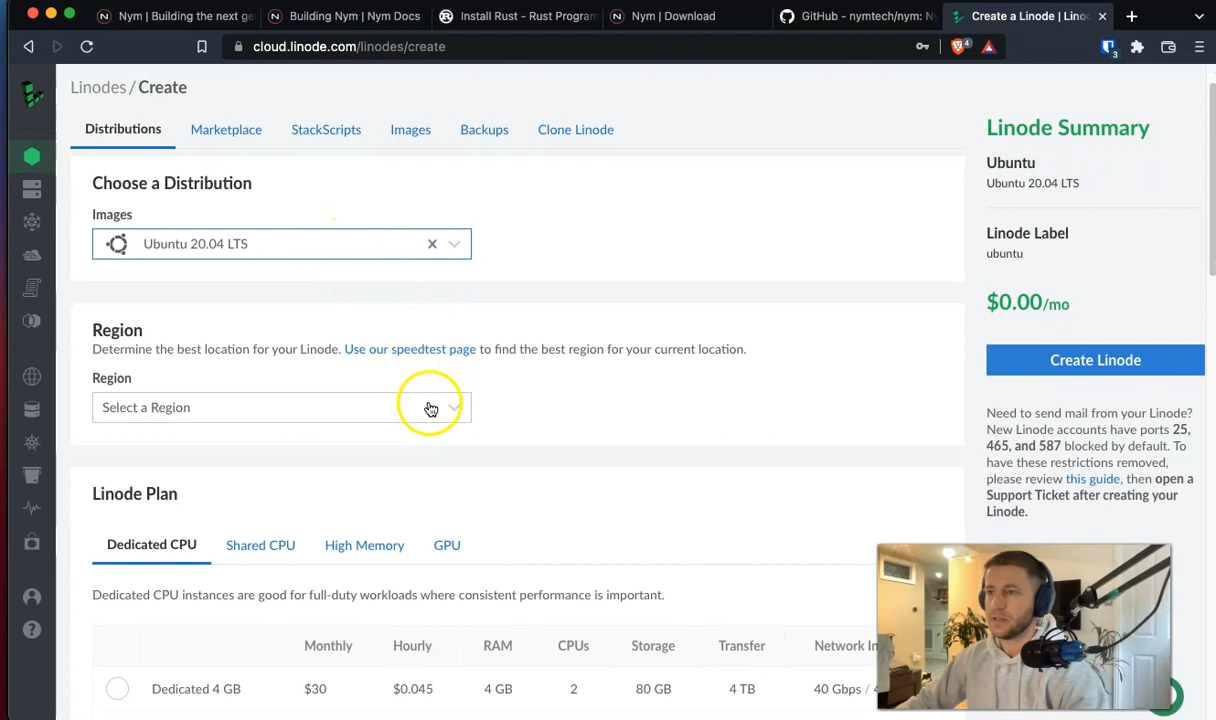 Nym | Building the next ge
Building Nym | Nym Docs
Install Rust - Rust Program
Nym | Download
GitHub - nymtech/nym: Ny
Create a Linode | Lino
cloud.linode.com/linodes/create
4
3
Linodes / Create
Distributions
Marketplace
StackScripts
Images
Backups
Clone Linode
Choose a Distribution
Images
Ubuntu 20.04 LTS
Region
Determine the best location for your Linode. Use our speedtest page to find the best region for your current location.
Region
Select a Region
Linode Plan
Dedicated CPU
Shared CPU
High Memory
GPU
Dedicated CPU instances are good for full-duty workloads where consistent performance is important.
Monthly
Hourly
RAM
CPUs
Storage
Transfer
Network In
Dedicated 4 GB
$30
$0.045
4 GB
2
80 GB
4 TB
40 Gbps /
Linode Summary
Ubuntu
Ubuntu 20.04 LTS
Linode Label
ubuntu
$0.00/mo
Create Linode
Need to send mail from your Linode?
New Linode accounts have ports 25,
465, and 587 blocked by default. To
have these restrictions removed,
please review this guide, then open a
Support Ticket after creating your
Linode.